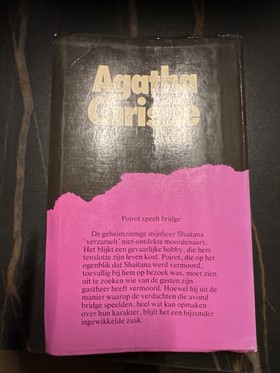 Agatha
Christie
Poirot speelt bridge
De geheimzinnige mijnheer Shaitana
'verzamelt' niet-ontdekte moordenaars.
Het blijkt een gevaarlijke hobby, die hem
tenslotte zijn leven kost. Poirot, die op het
ogenblik dat Shaitana werd vermoord,
toevallig bij hem op bezoek was, moet zien
uit te zoeken wie van de gasten zijn
gastheer heeft vermoord. Hoewel hij uit de
manier waarop de verdachten die avond
bridge speelden, heel wat kan opmaken
over hun karakter, blijft het een bijzonder
ingewikkelde zaak.